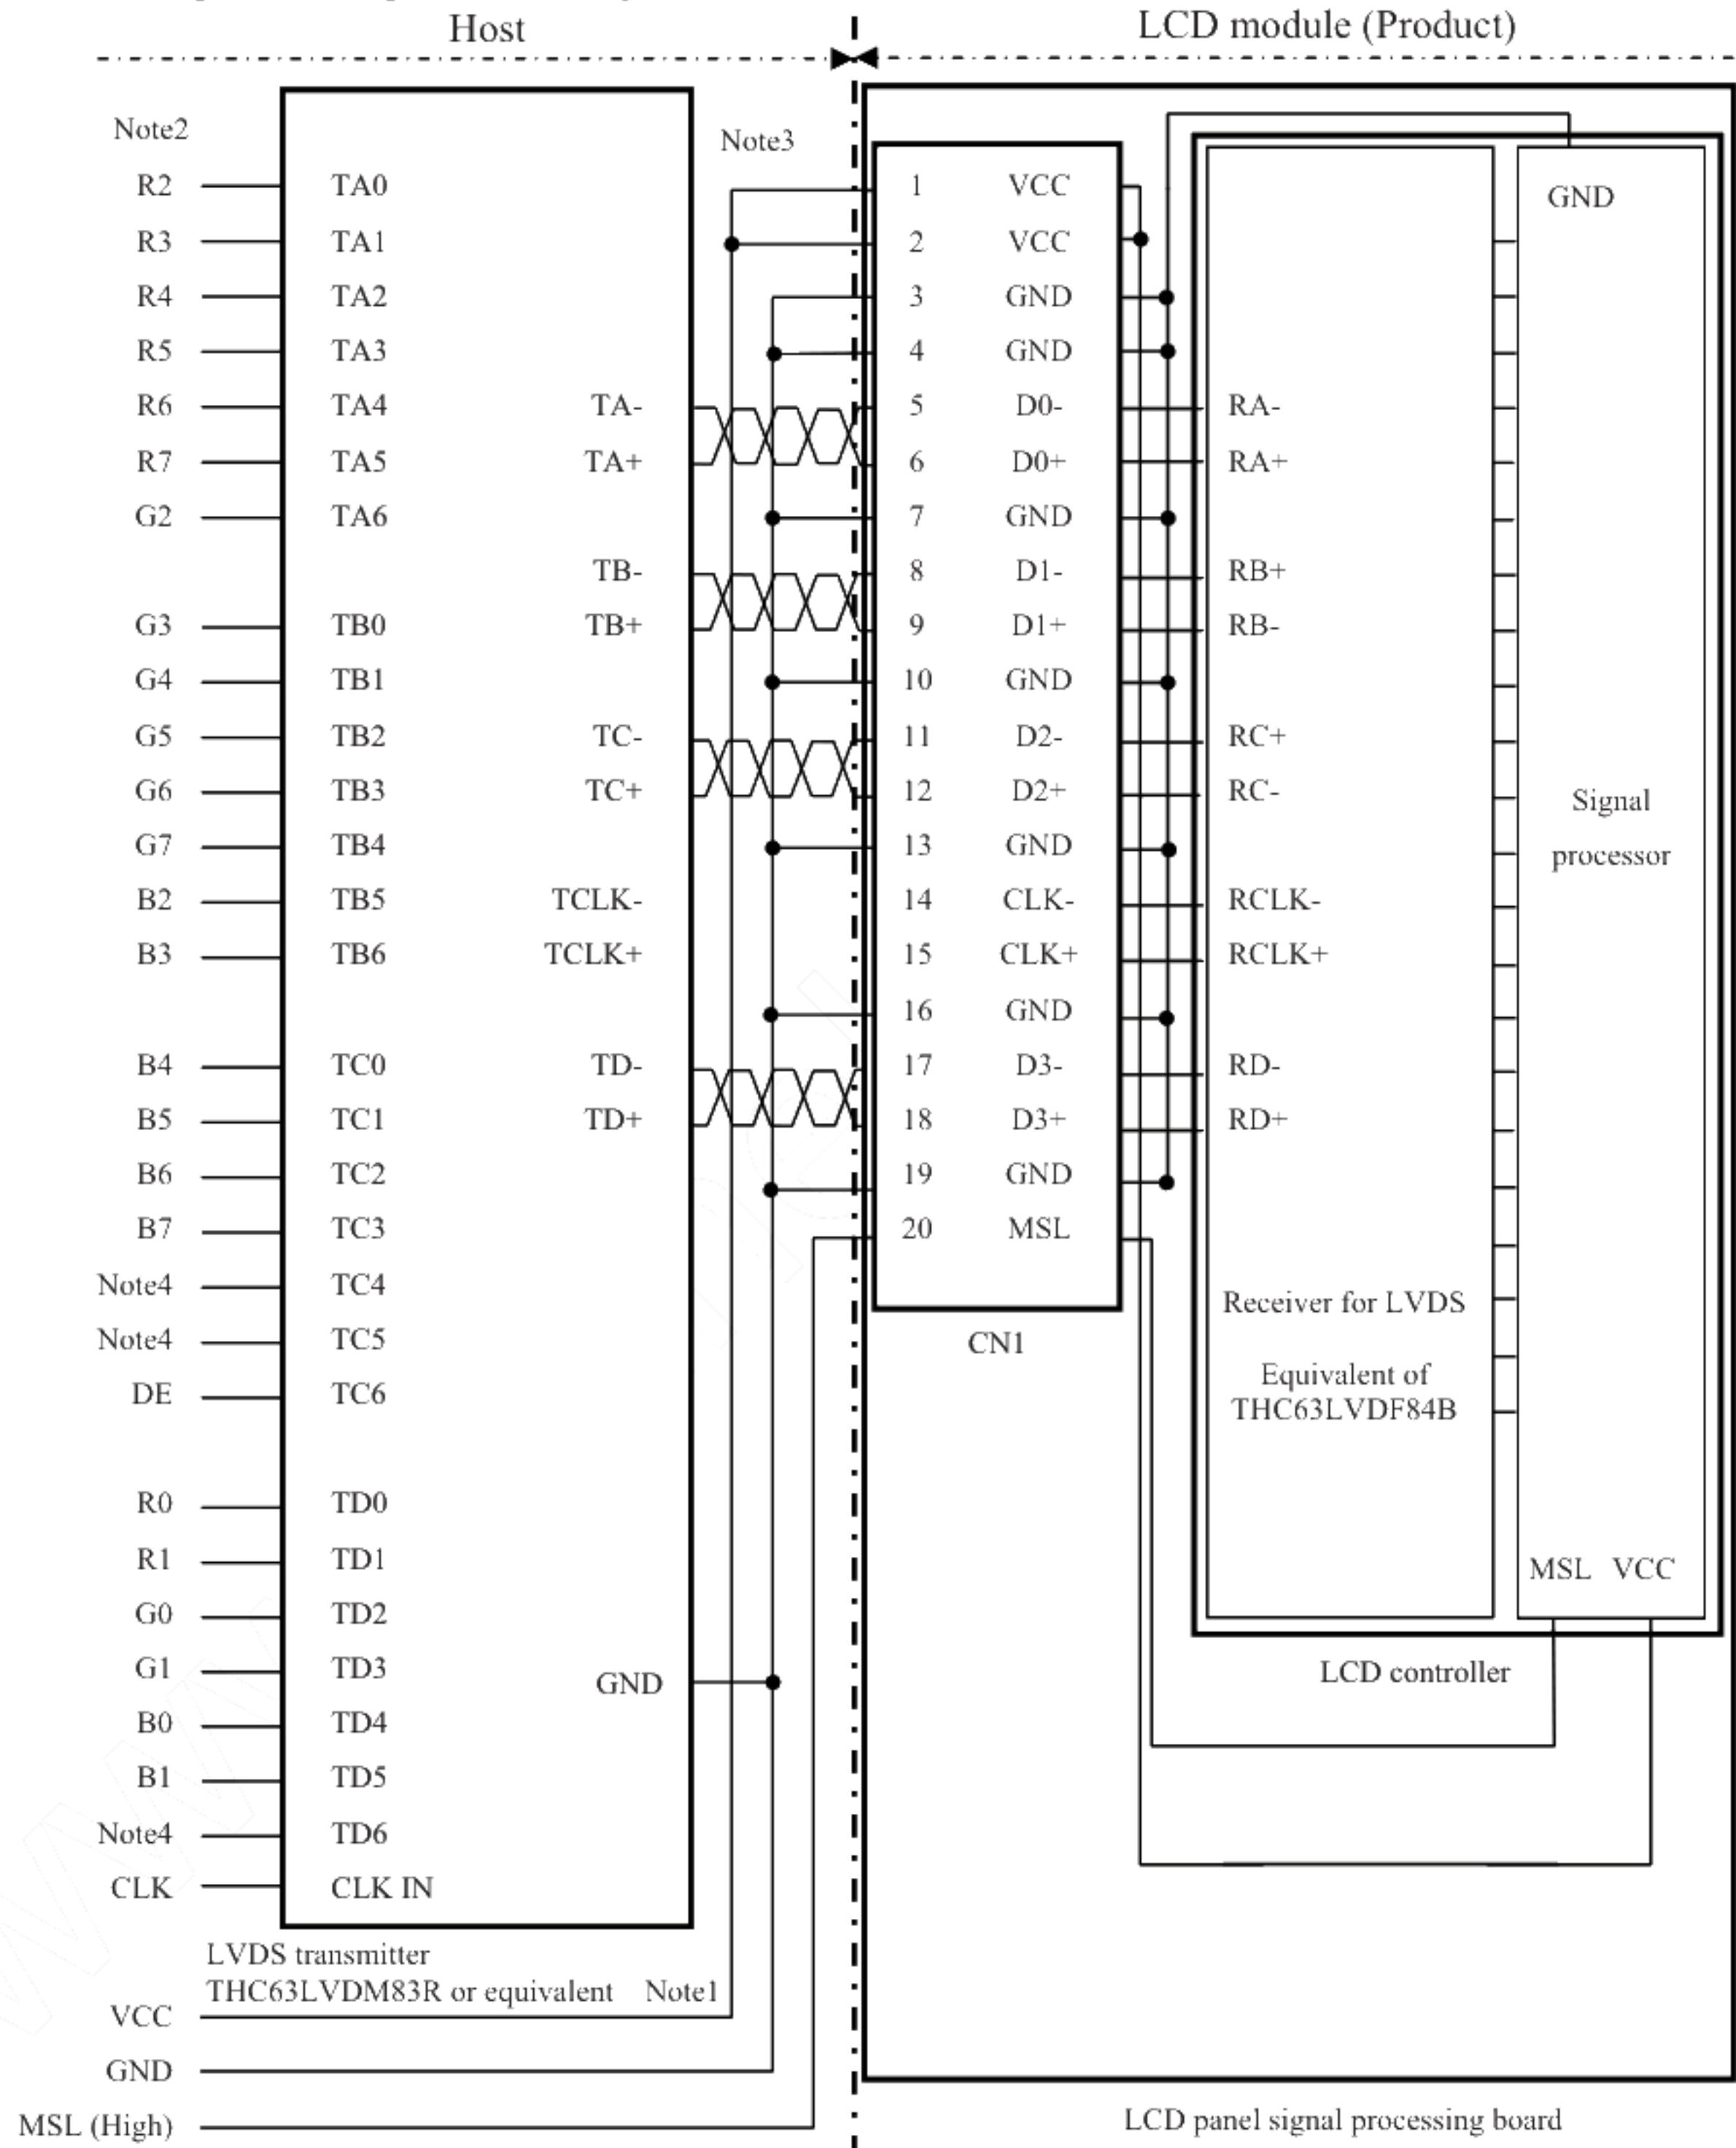 Host
LCD module (Product)
Note2
Note3
R2 TA0 1 VCC
GND
R3 TA1 2 VCC
R4 TA2 3 GND
R5 TA3 4 GND
R6 TA4 TA- 5 D0- RA-
R7 TA5 TA+ 6 D0+ RA+
G2 TA6 7 GND
TB- 8 D1- RB+
G3 TB0 TB+ 9 D1+ RB-
G4 TB1 10 GND
G5 TB2 TC- 11 D2- RC+
G6 TB3 TC+ 12 D2+ RC-
Signal
processor
G7 TB4 13 GND
B2 TB5 TCLK- 14 CLK- RCLK-
B3 TB6 TCLK+ 15 CLK+ RCLK+
16 GND
B4 TC0 TD- 17 D3- RD-
B5 TC1 TD+ 18 D3+ RD+
B6 TC2 19 GND
B7 TC3 20 MSL
Note4 TC4
Receiver for LVDS
Note4 TC5
CN1
Equivalent of
THC63LVDF84B
DE TC6
R0 TD0
R1 TD1
MSL VCC
G0 TD2
G1 TD3 GND
LCD controller
B0 TD4
B1 TD5
Note4 TD6
CLK CLK IN
LVDS transmitter
THC63LVDM83R or equivalent Note1
VCC
GND
MSL (High)
LCD panel signal processing board